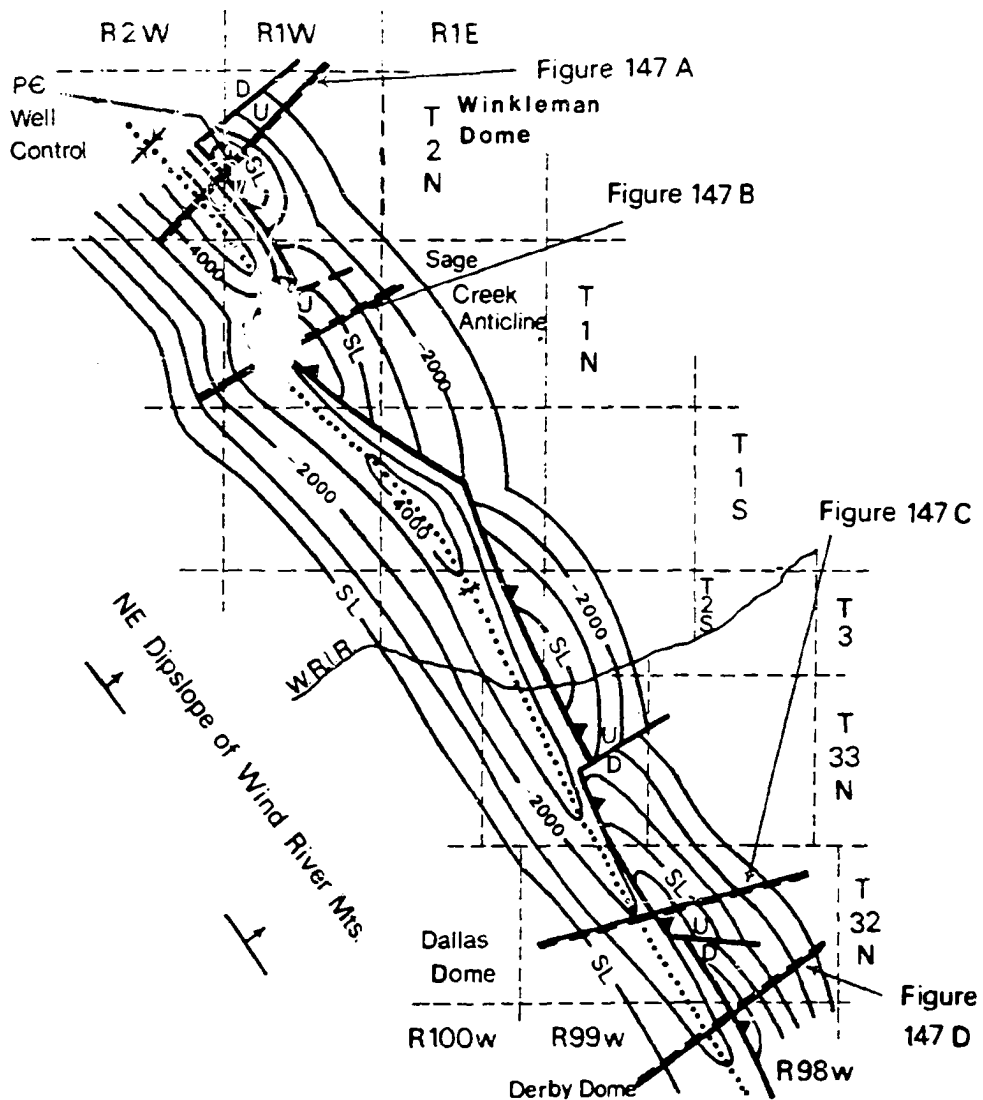 R2W R1W R1E
Figure 147 A
P€
Well
Control
D
U
Winkleman
Dome
T
2
N
SL
Figure 147 B
4000
Sage
Creek
Anticline
U
SL
-2000
T
1
N
-2000
4000
T
1
S
Figure 147 C
SL
-2000
T
2
S
T
3
SL
W.R.I.R.
NE Dipslope of Wind River Mts.
U
D
T
33
N
-2000
SL
U
D
T
32
N
Dallas
Dome
SL
Figure
147 D
R100w R99w
R98w
Derby Dome